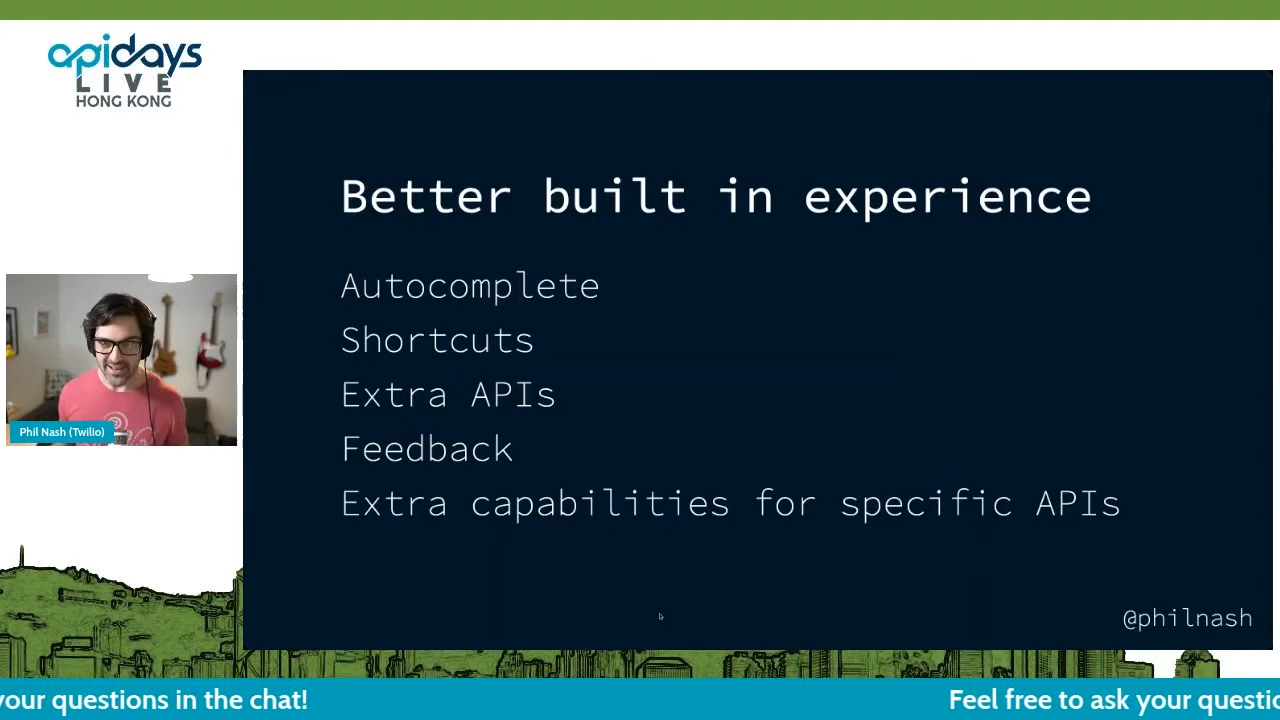 apidays
LIVE
HONG KONG
Better built in experience
Autocomplete
Shortcuts
Extra APIs
Feedback
Extra capabilities for specific APIs
Phil Nash (Twilio)
@philnash
your questions in the chat!
Feel free to ask your questio